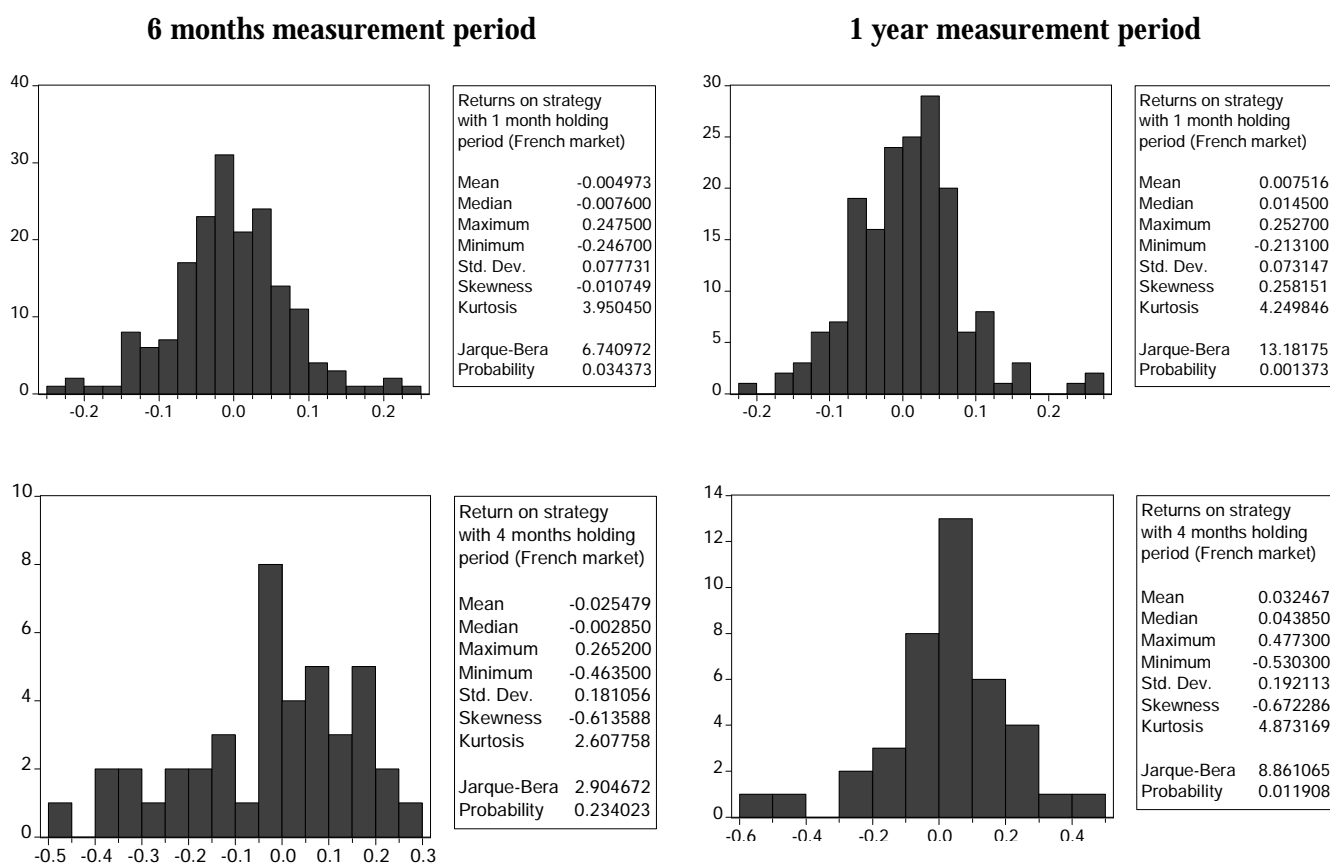 6 months measurement period
1 year measurement period
40
30
20
10
0
-0.2 -0.1 0.0 0.1 0.2
Returns on strategy
with 1 month holding
period (French market)
Mean -0.004973
Median -0.007600
Maximum 0.247500
Minimum -0.246700
Std. Dev. 0.077731
Skewness -0.010749
Kurtosis 3.950450
Jarque-Bera 6.740972
Probability 0.034373
30
25
20
15
10
5
0
-0.2 -0.1 0.0 0.1 0.2
Returns on strategy
with 1 month holding
period (French market)
Mean 0.007516
Median 0.014500
Maximum 0.252700
Minimum -0.213100
Std. Dev. 0.073147
Skewness 0.258151
Kurtosis 4.249846
Jarque-Bera 13.18175
Probability 0.001373
10
8
6
4
2
0
-0.5 -0.4 -0.3 -0.2 -0.1 0.0 0.1 0.2 0.3
Return on strategy
with 4 months holding
period (French market)
Mean -0.025479
Median -0.002850
Maximum 0.265200
Minimum -0.463500
Std. Dev. 0.181056
Skewness -0.613588
Kurtosis 2.607758
Jarque-Bera 2.904672
Probability 0.234023
14
12
10
8
6
4
2
0
-0.6 -0.4 -0.2 0.0 0.2 0.4
Returns on strategy
with 4 months holding
period (French market)
Mean 0.032467
Median 0.043850
Maximum 0.477300
Minimum -0.530300
Std. Dev. 0.192113
Skewness -0.672286
Kurtosis 4.873169
Jarque-Bera 8.861065
Probability 0.011908